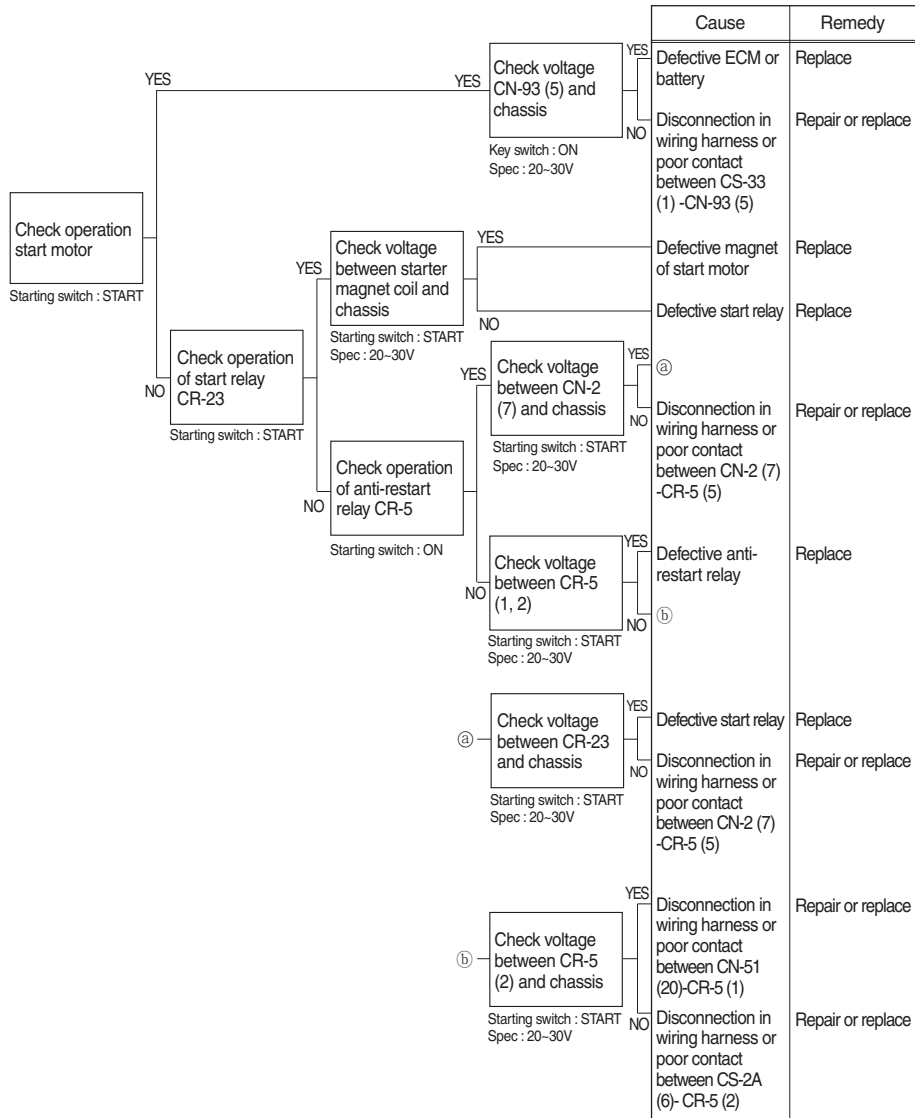 Cause
Remedy
YES
YES
Check voltage
CN-93 (5) and
chassis
Key switch : ON
Spec : 20~30V
YES
Defective ECM or
battery
Replace
NO
Disconnection in
wiring harness or
poor contact
between CS-33
(1) -CN-93 (5)
Repair or replace
Check operation
start motor
Starting switch : START
NO
Check operation
of start relay
CR-23
Starting switch : START
YES
Check voltage
between starter
magnet coil and
chassis
Starting switch : START
Spec : 20~30V
YES
Defective magnet
of start motor
Replace
NO
Defective start relay
Replace
NO
Check operation
of anti-restart
relay CR-5
Starting switch : ON
YES
Check voltage
between CN-2
(7) and chassis
Starting switch : START
Spec : 20~30V
YES
ⓐ
NO
Disconnection in
wiring harness or
poor contact
between CN-2 (7)
-CR-5 (5)
Repair or replace
NO
Check voltage
between CR-5
(1, 2)
Starting switch : START
Spec : 20~30V
YES
Defective anti-
restart relay
Replace
NO
ⓑ
ⓐ
Check voltage
between CR-23
and chassis
Starting switch : START
Spec : 20~30V
YES
Defective start relay
Replace
NO
Disconnection in
wiring harness or
poor contact
between CN-2 (7)
-CR-5 (5)
Repair or replace
ⓑ
Check voltage
between CR-5
(2) and chassis
Starting switch : START
Spec : 20~30V
YES
Disconnection in
wiring harness or
poor contact
between CN-51
(20)-CR-5 (1)
Repair or replace
NO
Disconnection in
wiring harness or
poor contact
between CS-2A
(6)- CR-5 (2)
Repair or replace